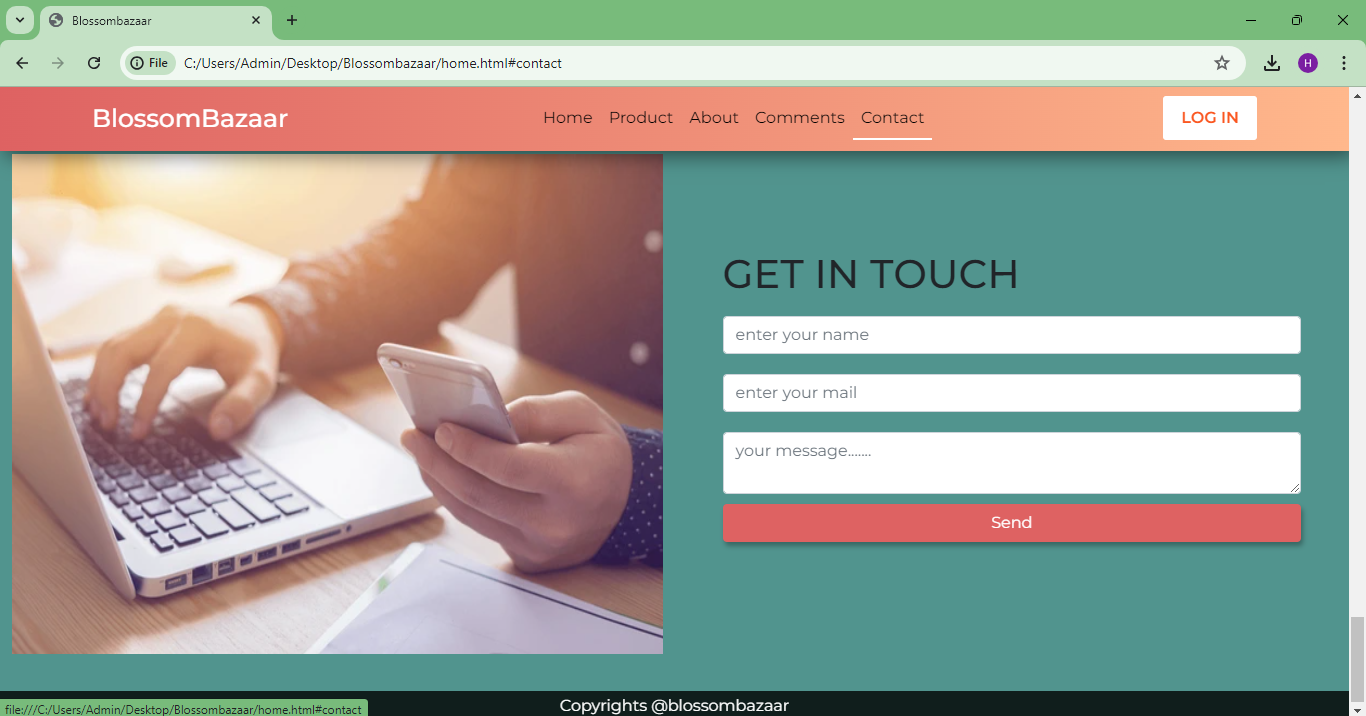 Blossombazaar
File C:/Users/Admin/Desktop/Blossombazaar/home.html#contact H
BlossomBazaar Home Product About Comments Contact LOG IN
GET IN TOUCH
enter your name
enter your mail
your message.......
Send
Copyrights @blossombazaar
file:///C:/Users/Admin/Desktop/Blossombazaar/home.html#contact